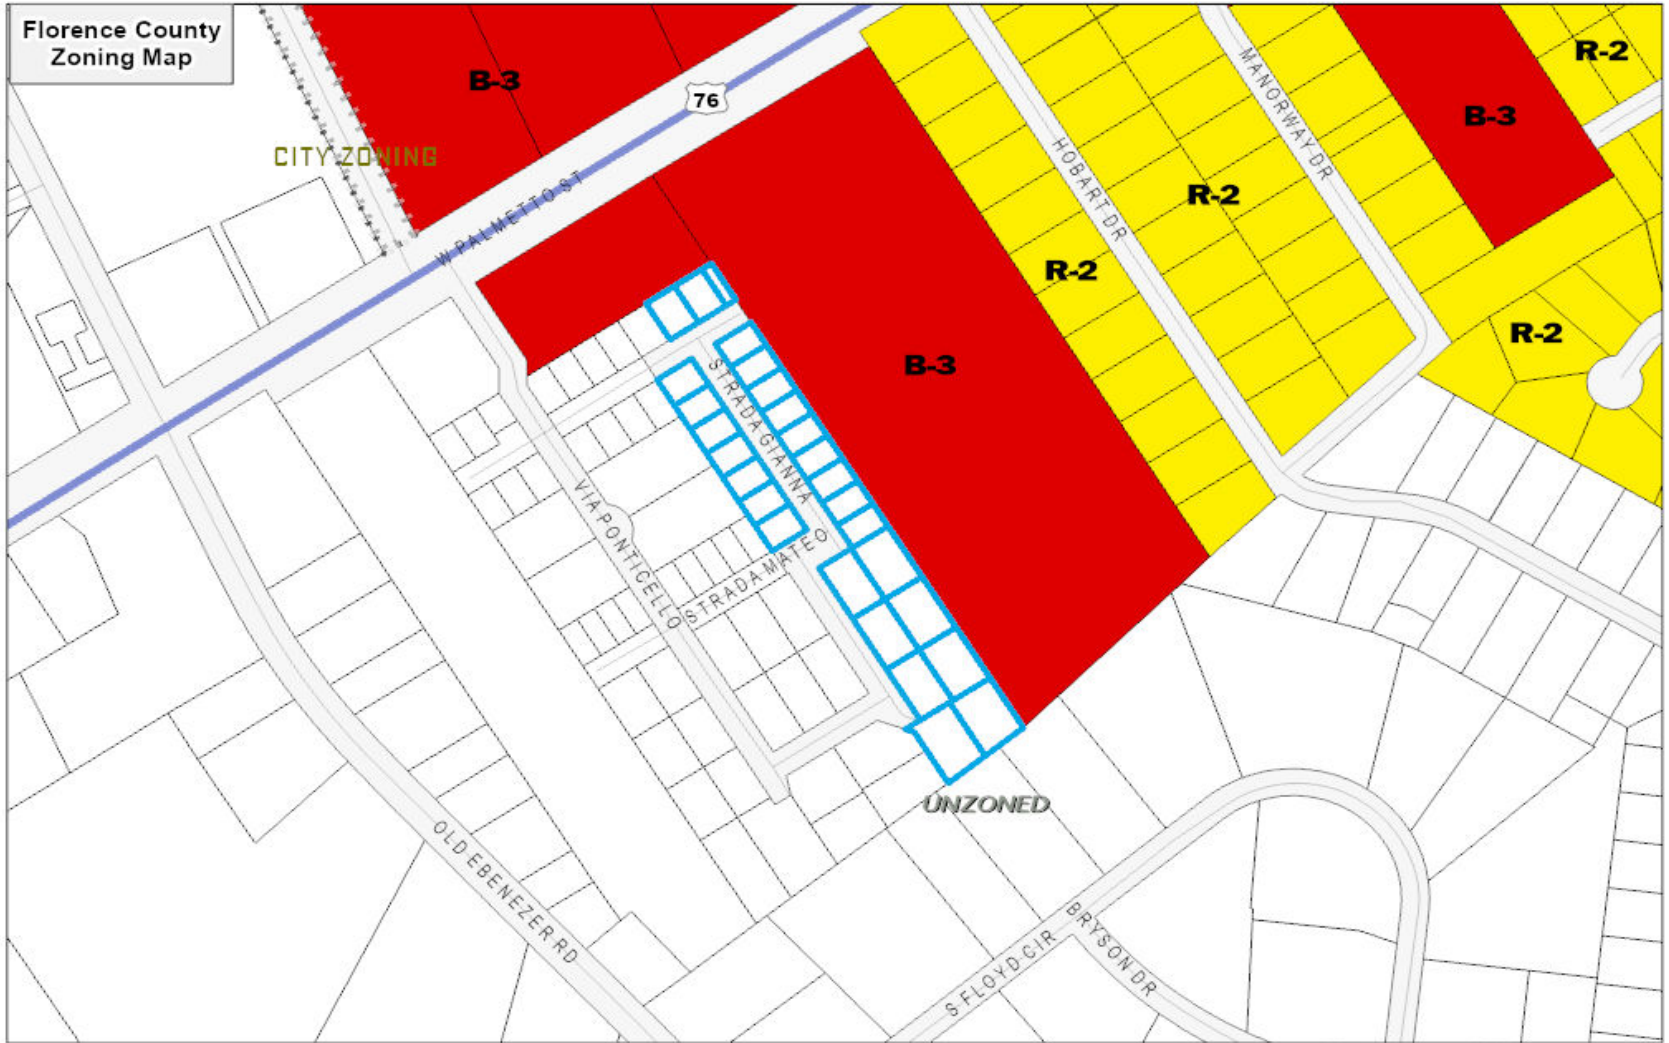 Florence County
Zoning Map
B-3
76
CITY ZONING
W PALMETTO ST
R-2
MANORWAY DR
B-3
HOBART DR
R-2
R-2
R-2
B-3
STRADA GIANNA
VIA PONTICELLO
STRADA MATEO
UNZONED
OLD EBENEZER RD
S FLOYD CIR
BRYSON DR